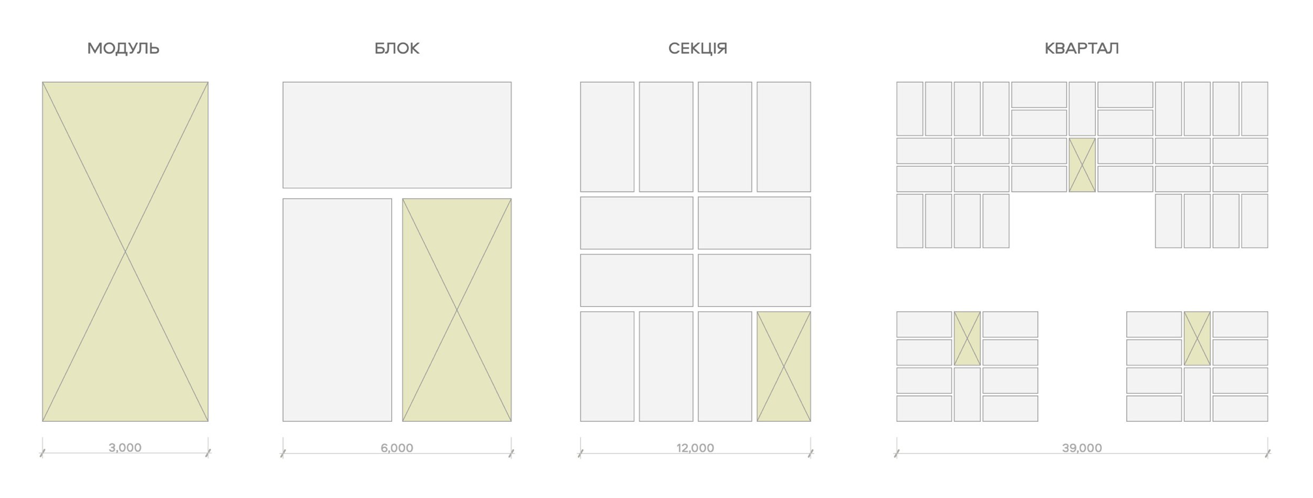 МОДУЛЬ
БЛОК
СЕКЦІЯ
КВАРТАЛ
3,000
6,000
12,000
39,000